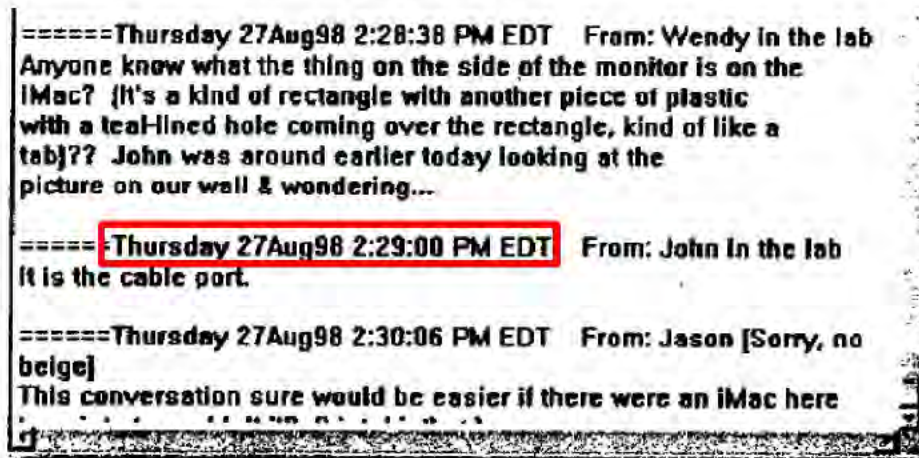 ======Thursday 27Aug98 2:28:38 PM EDT From: Wendy in the lab
Anyone know what the thing on the side of the monitor is on the
iMac? (It's a kind of rectangle with another piece of plastic
with a teal-lined hole coming over the rectangle, kind of like a
tab)?? John was around earlier today looking at the
picture on our wall & wondering...
======Thursday 27Aug98 2:29:00 PM EDT From: John in the lab
It is the cable port.
======Thursday 27Aug98 2:30:06 PM EDT From: Jason [Sorry, no
beige]
This conversation sure would be easier if there were an iMac here